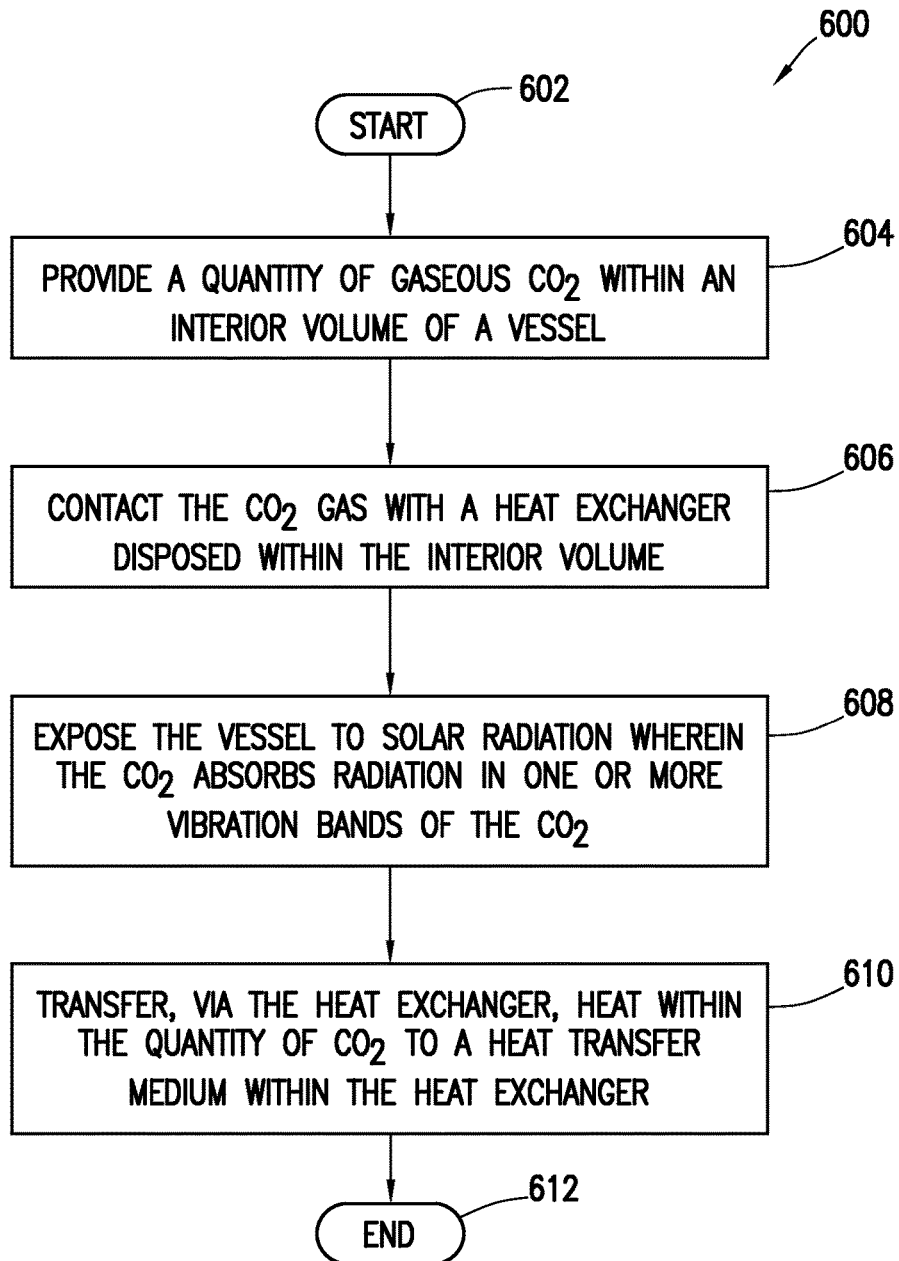 600
602
START
604
PROVIDE A QUANTITY OF GASEOUS CO2 WITHIN AN
INTERIOR VOLUME OF A VESSEL
606
CONTACT THE CO2 GAS WITH A HEAT EXCHANGER
DISPOSED WITHIN THE INTERIOR VOLUME
608
EXPOSE THE VESSEL TO SOLAR RADIATION WHEREIN
THE CO2 ABSORBS RADIATION IN ONE OR MORE
VIBRATION BANDS OF THE CO2
610
TRANSFER, VIA THE HEAT EXCHANGER, HEAT WITHIN
THE QUANTITY OF CO2 TO A HEAT TRANSFER
MEDIUM WITHIN THE HEAT EXCHANGER
612
END